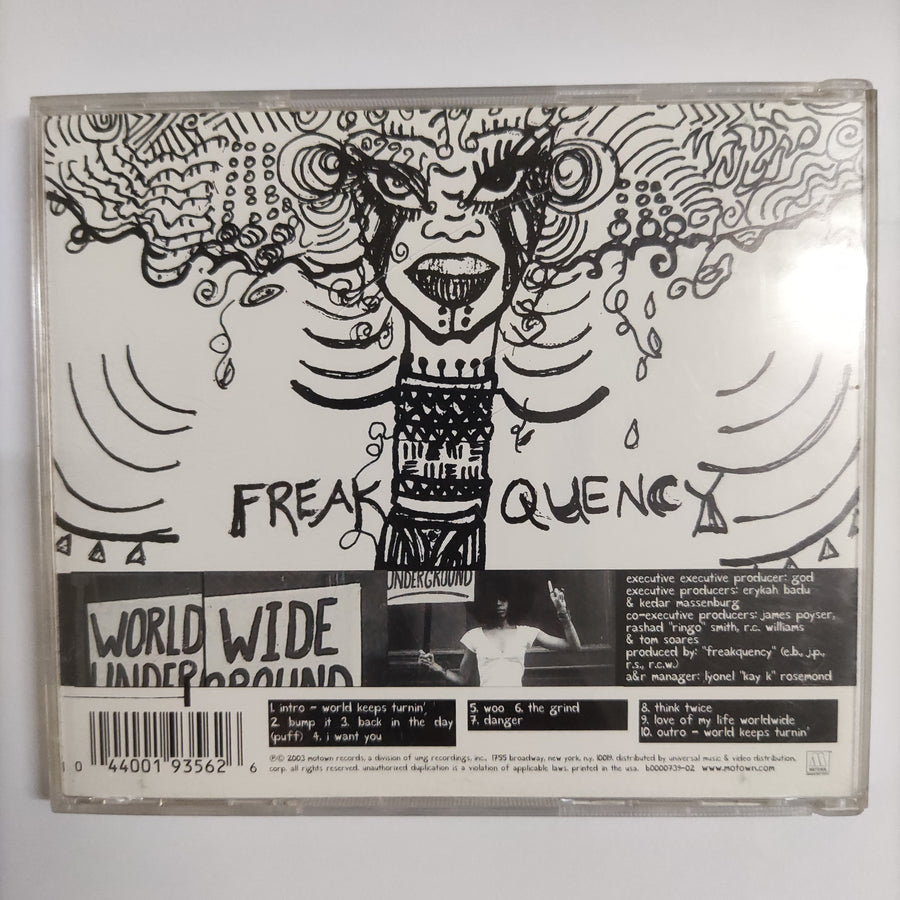 FREAK QUENCY
UNDERGROUND
WORLD WIDE
UNDERGROUND
executive executive producer: god
executive producers: erykah badu
& kedar massenburg
co-executive producers: james poyser,
rashad "ringo" smith, r.c. williams
& tom soares
produced by: "freakquency" (e.b., j.p.,
r.s., r.c.w.)
a&r manager: lyonel "kay k" rosemond
1. intro - world keeps turnin'
2. bump it 3. back in the day
(puff) 4. i want you
5. woo 6. the grind
7. danger
8. think twice
9. love of my life worldwide
10. outro - world keeps turnin'
0 44001 93562 6
℗© 2003 motown records, a division of umg recordings, inc., 1755 broadway, new york, ny. 10019. distributed by universal music & video distribution,
corp. all rights reserved. unauthorized duplication is a violation of applicable laws. printed in the usa. b0000739-02 www.motown.com
M
MOTOWN